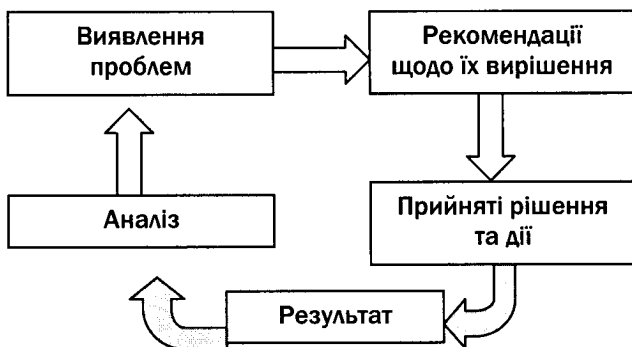 Виявлення
проблем
Рекомендації
щодо їх вирішення
Аналіз
Прийняті рішення
та дії
Результат